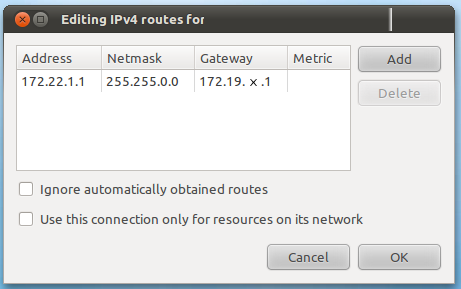 Editing IPv4 routes for
Address Netmask Gateway Metric
172.22.1.1 255.255.0.0 172.19. x .1
Add
Delete
Ignore automatically obtained routes
Use this connection only for resources on its network
Cancel OK